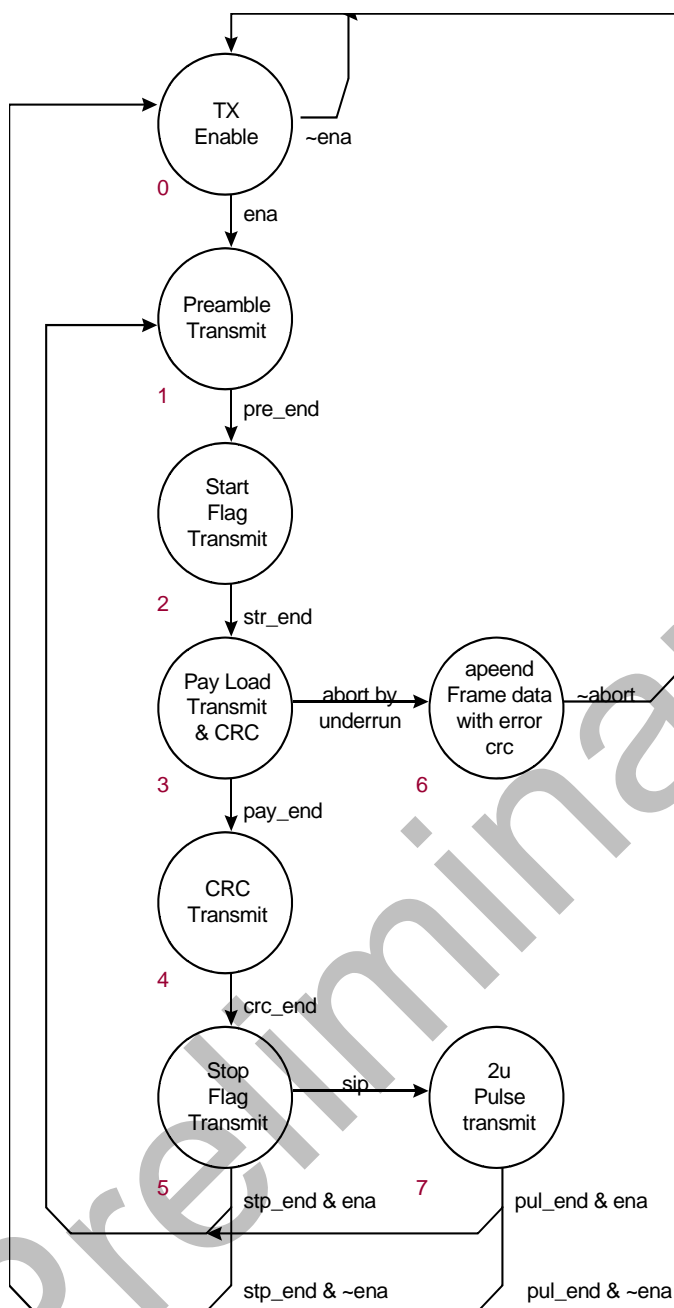 TX
Enable
~ena
0
ena
Preamble
Transmit
1
pre_end
Start
Flag
Transmit
2
str_end
Pay Load
Transmit
& CRC
abort by
underrun
apeend
Frame data
with error
crc
~abort
3
6
pay_end
CRC
Transmit
4
crc_end
Stop
Flag
Transmit
sip
2u
Pulse
transmit
5
7
stp_end & ena
pul_end & ena
stp_end & ~ena
pul_end & ~ena
Prelimina